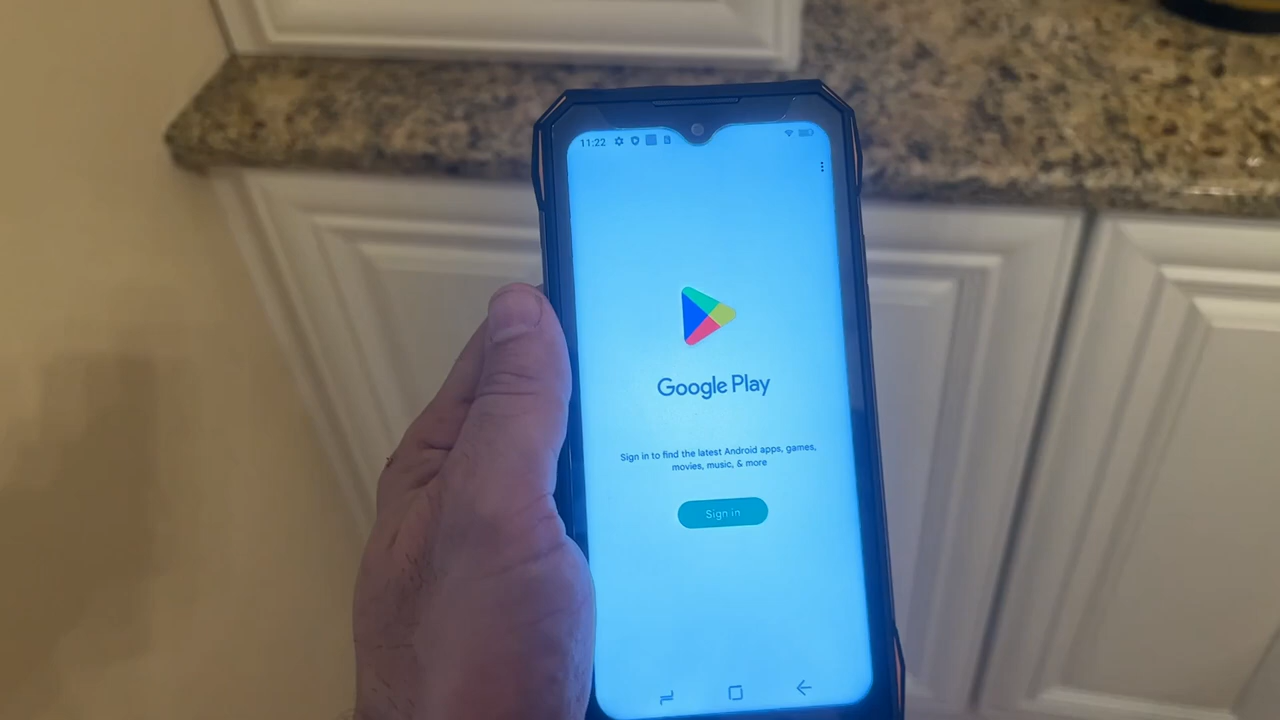 11:22
Google Play
Sign in to find the latest Android apps, games,
movies, music, & more
Sign in